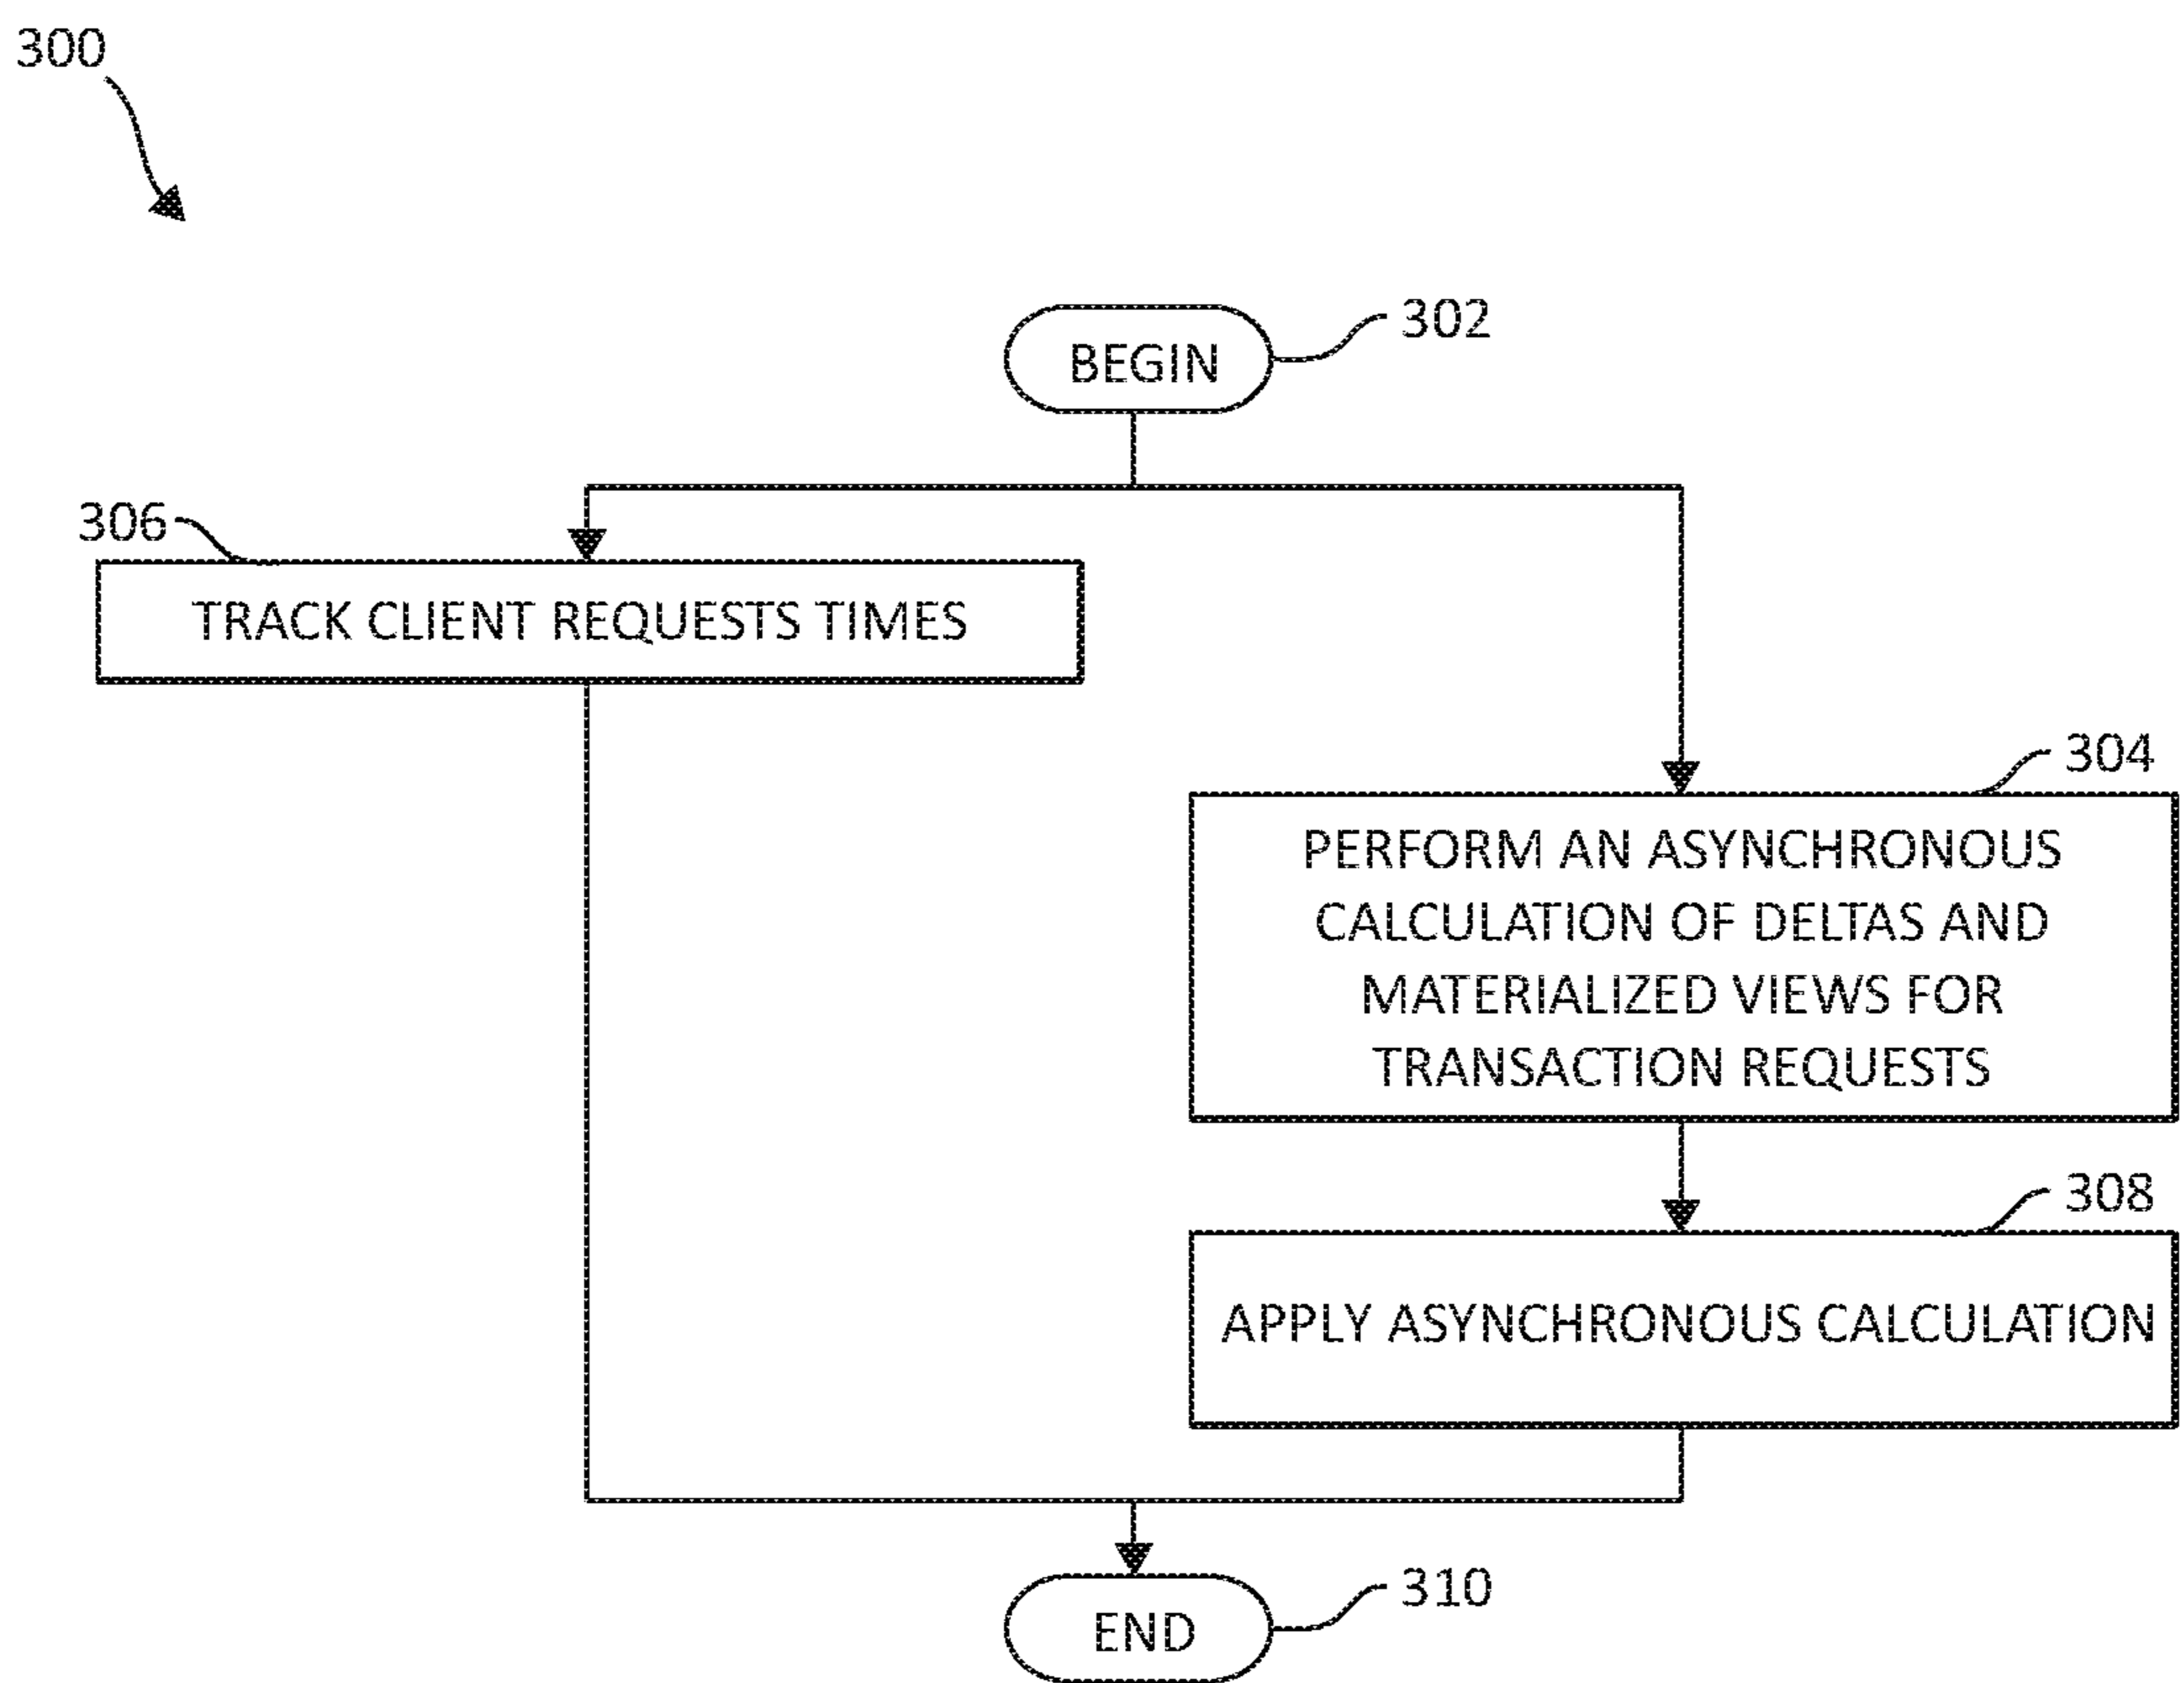 300
302
BEGIN
306
TRACK CLIENT REQUESTS TIMES
304
PERFORM AN ASYNCHRONOUS
CALCULATION OF DELTAS AND
MATERIALIZED VIEWS FOR
TRANSACTION REQUESTS
308
APPLY ASYNCHRONOUS CALCULATION
310
END